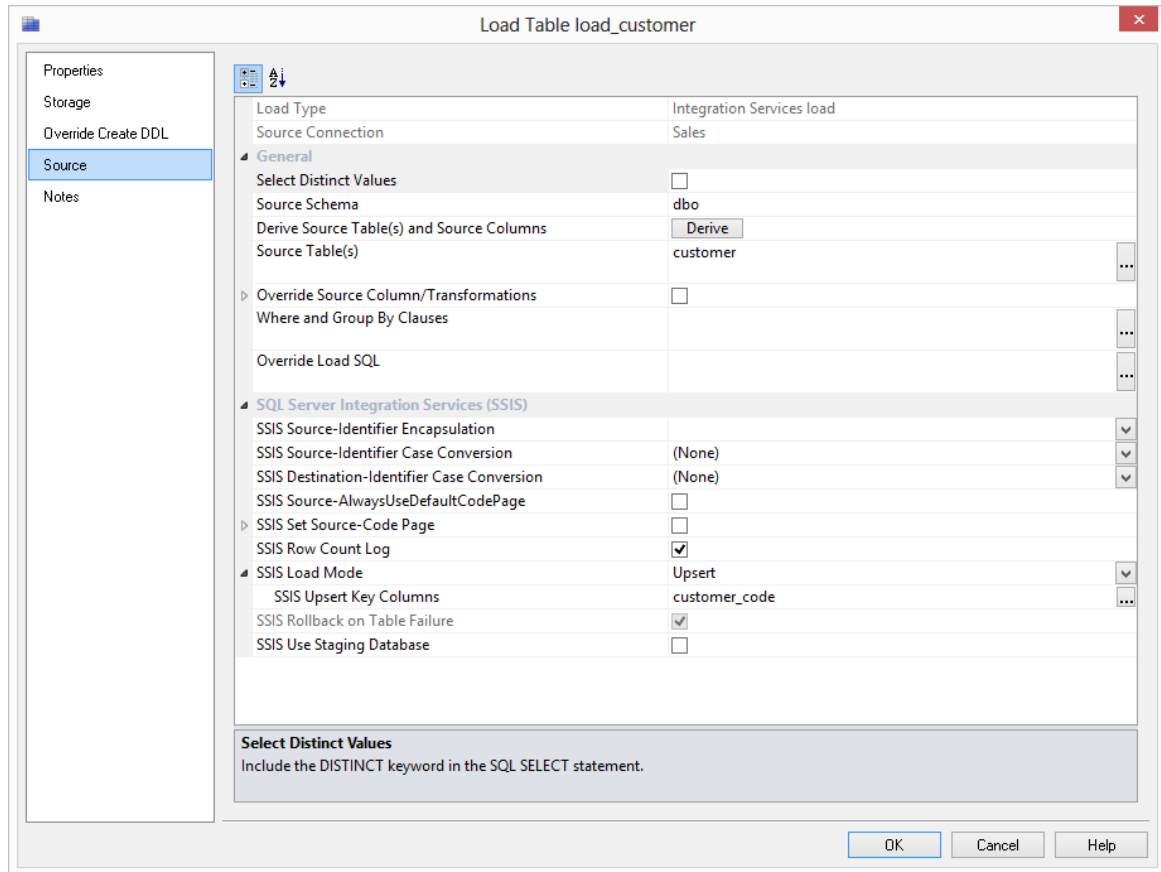 Load Table load_customer
Properties
Storage
Override Create DDL
Source
Notes
Load Type Integration Services load
Source Connection Sales
General
Select Distinct Values
Source Schema dbo
Derive Source Table(s) and Source Columns Derive
Source Table(s) customer ...
Override Source Column/Transformations
Where and Group By Clauses ...
Override Load SQL ...
SQL Server Integration Services (SSIS)
SSIS Source-Identifier Encapsulation
SSIS Source-Identifier Case Conversion (None)
SSIS Destination-Identifier Case Conversion (None)
SSIS Source-AlwaysUseDefaultCodePage
SSIS Set Source-Code Page
SSIS Row Count Log
SSIS Load Mode Upsert
SSIS Upsert Key Columns customer_code ...
SSIS Rollback on Table Failure
SSIS Use Staging Database
Select Distinct Values
Include the DISTINCT keyword in the SQL SELECT statement.
OK Cancel Help